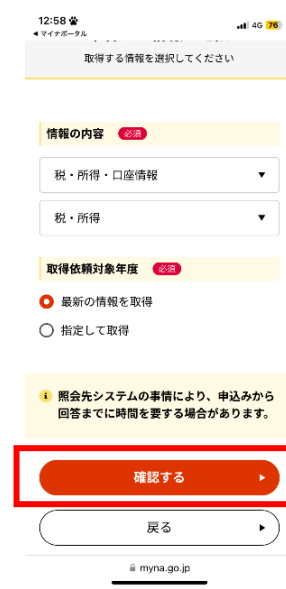 12:58
4G 76
◀ マイナポータル
取得する情報を選択してください
情報の内容 必須
税・所得・口座情報 ▼
税・所得 ▼
取得依頼対象年度 必須
最新の情報を取得
指定して取得
i 照会先システムの事情により、申込みから
回答までに時間を要する場合があります。
確認する
戻る
myna.go.jp